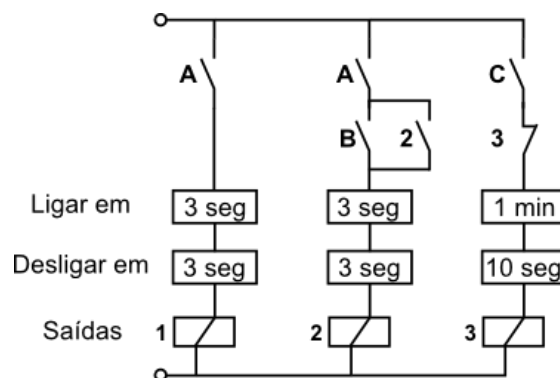 A A C
B 2 3
Ligar em 3 seg 3 seg 1 min
Desligar em 3 seg 3 seg 10 seg
Saídas 1 2 3